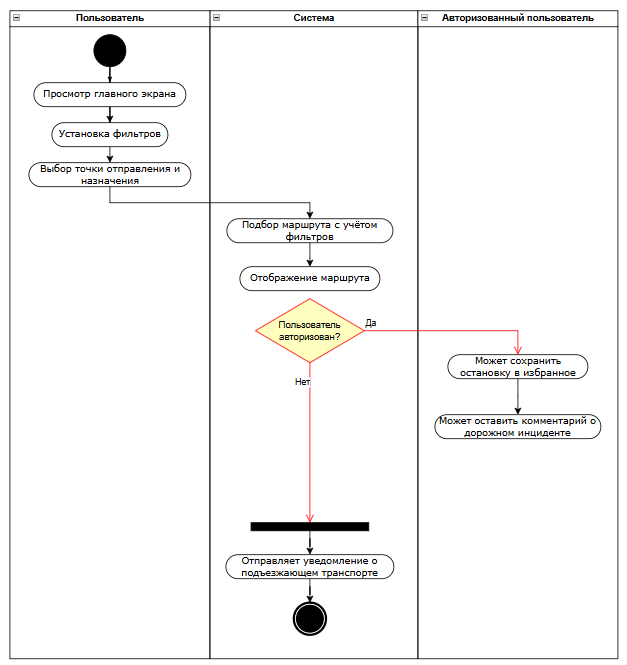 Пользователь
Система
Авторизованный пользователь
Просмотр главного экрана
Установка фильтров
Выбор точки отправления и
назначения
Подбор маршрута с учётом
фильтров
Отображение маршрута
Пользователь
авторизован?
Да
Нет
Может сохранить
остановку в избранное
Может оставить комментарий о
дорожном инциденте
Отправляет уведомление о
подъезжающем транспорте